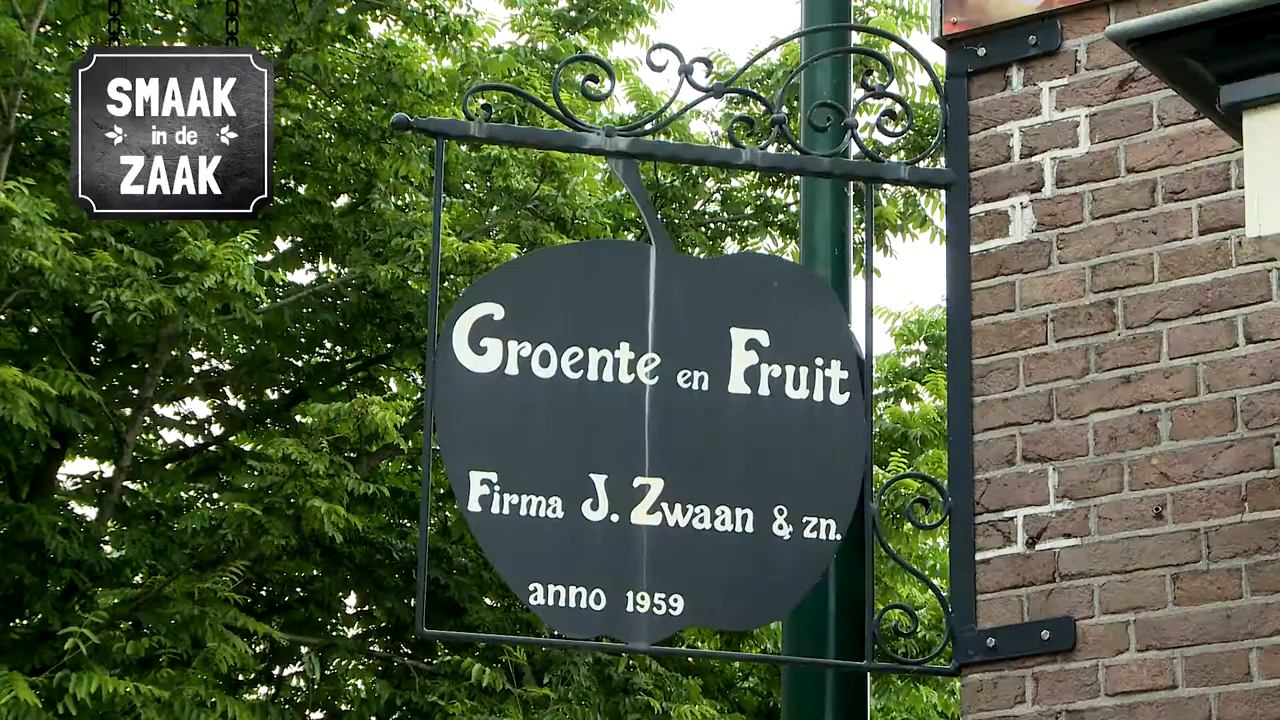 SMAAK
in de
ZAAK
Groente en Fruit
Firma J. Zwaan & zn.
anno 1959